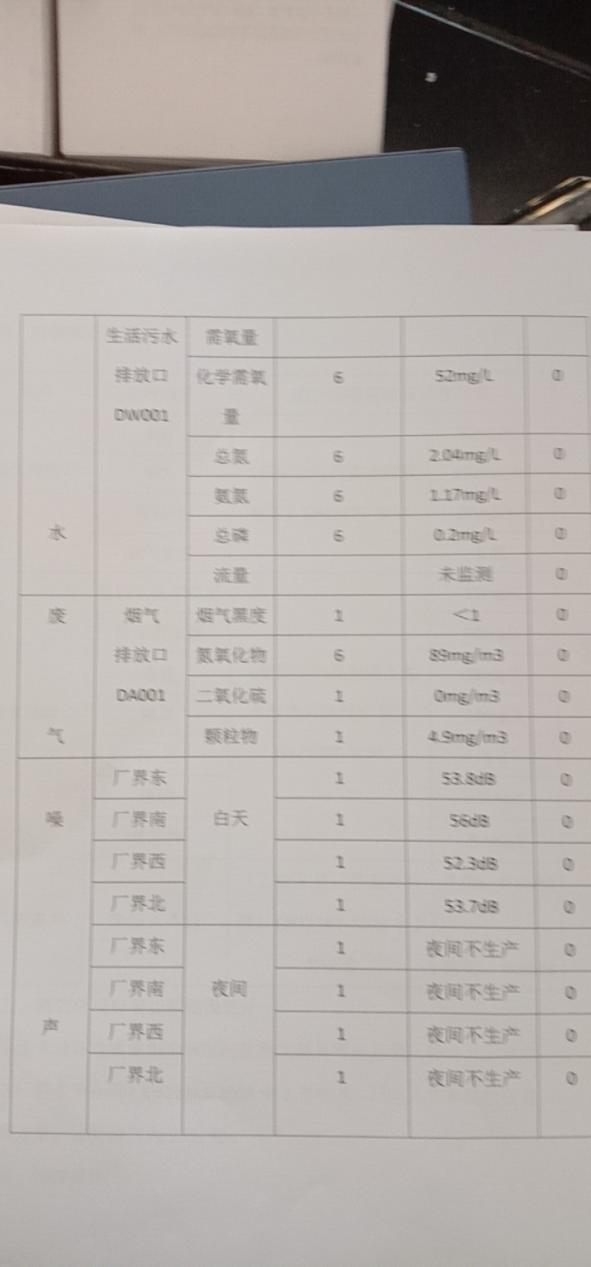 生活污水 需氧量
排放口 化学需氧 6 52mg/L 0
DW001 量
总氮 6 2.04mg/L 0
氨氮 6 1.17mg/L 0
水 总磷 6 0.2mg/L 0
流量 未监测 0
废 烟气 烟气黑度 1 <1 0
排放口 氮氧化物 6 89mg/m3 0
DA001 二氧化硫 1 0mg/m3 0
气 颗粒物 1 4.9mg/m3 0
厂界东 1 53.8dB 0
噪 厂界南 白天 1 56dB 0
厂界西 1 52.3dB 0
厂界北 1 53.7dB 0
厂界东 1 夜间不生产 0
厂界南 夜间 1 夜间不生产 0
声 厂界西 1 夜间不生产 0
厂界北 1 夜间不生产 0